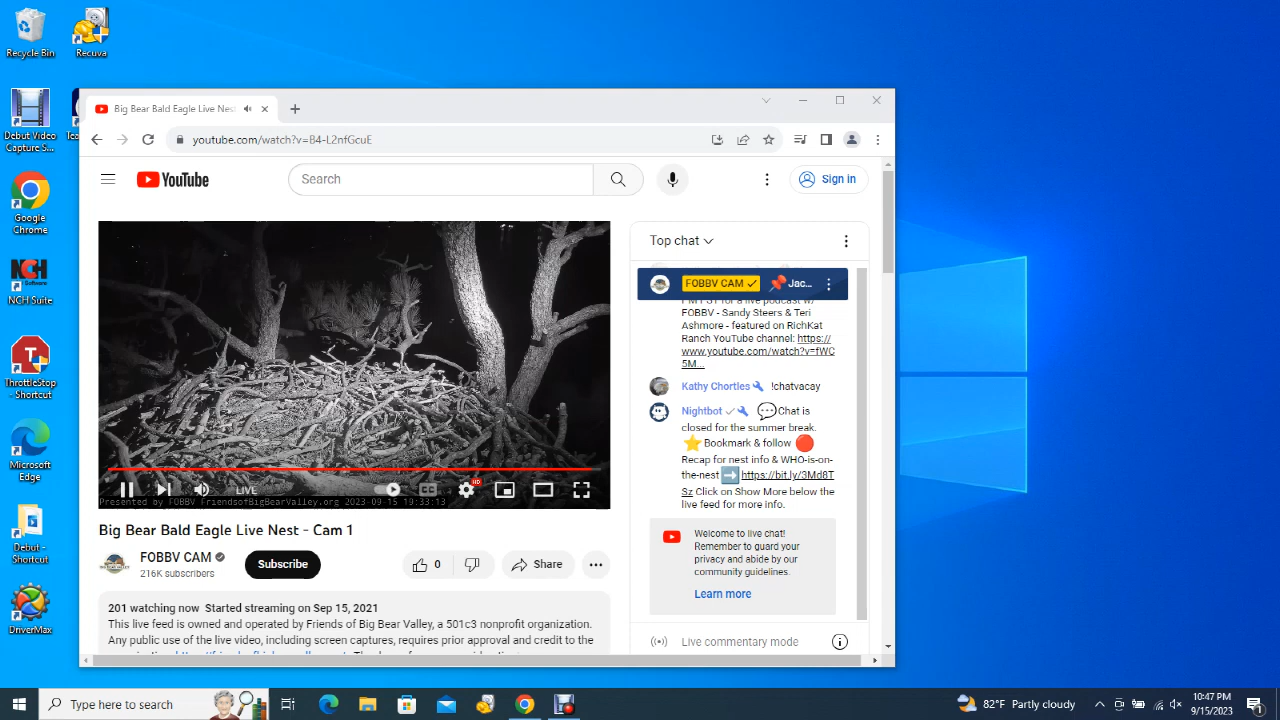 Recycle Bin
Recuva
Debut Video
Capture S...
Tea
Google
Chrome
NCH
NCH Suite
ThrottleStop
- Shortcut
Microsoft
Edge
Debut -
Shortcut
DriverMax
Big Bear Bald Eagle Live Nest
youtube.com/watch?v=B4-L2nfGcuE
YouTube
Search
Sign in
LIVE
CC
HD
Presented by FOBBV FriendsofBigBearValley.org 2023-09-15 19:33:13
Big Bear Bald Eagle Live Nest - Cam 1
FOBBV CAM
216K subscribers
Subscribe
0
Share
201 watching now Started streaming on Sep 15, 2021
This live feed is owned and operated by Friends of Big Bear Valley, a 501c3 nonprofit organization.
Any public use of the live video, including screen captures, requires prior approval and credit to the
Top chat
FOBBV CAM 📌 Jac...
PM PST for a live podcast w/
FOBBV - Sandy Steers & Teri
Ashmore - featured on RichKat
Ranch YouTube channel: https://
www.youtube.com/watch?v=fWC
5M...
Kathy Chortles !chatvacay
Nightbot 💬Chat is
closed for the summer break.
⭐ Bookmark & follow 🔴
Recap for nest info & WHO-is-on-
the-nest ➡ https://bit.ly/3Md8T
Sz Click on Show More below the
live feed for more info.
Welcome to live chat!
Remember to guard your
privacy and abide by our
community guidelines.
Learn more
Live commentary mode
Type here to search
82°F Partly cloudy
10:47 PM
9/15/2023
1